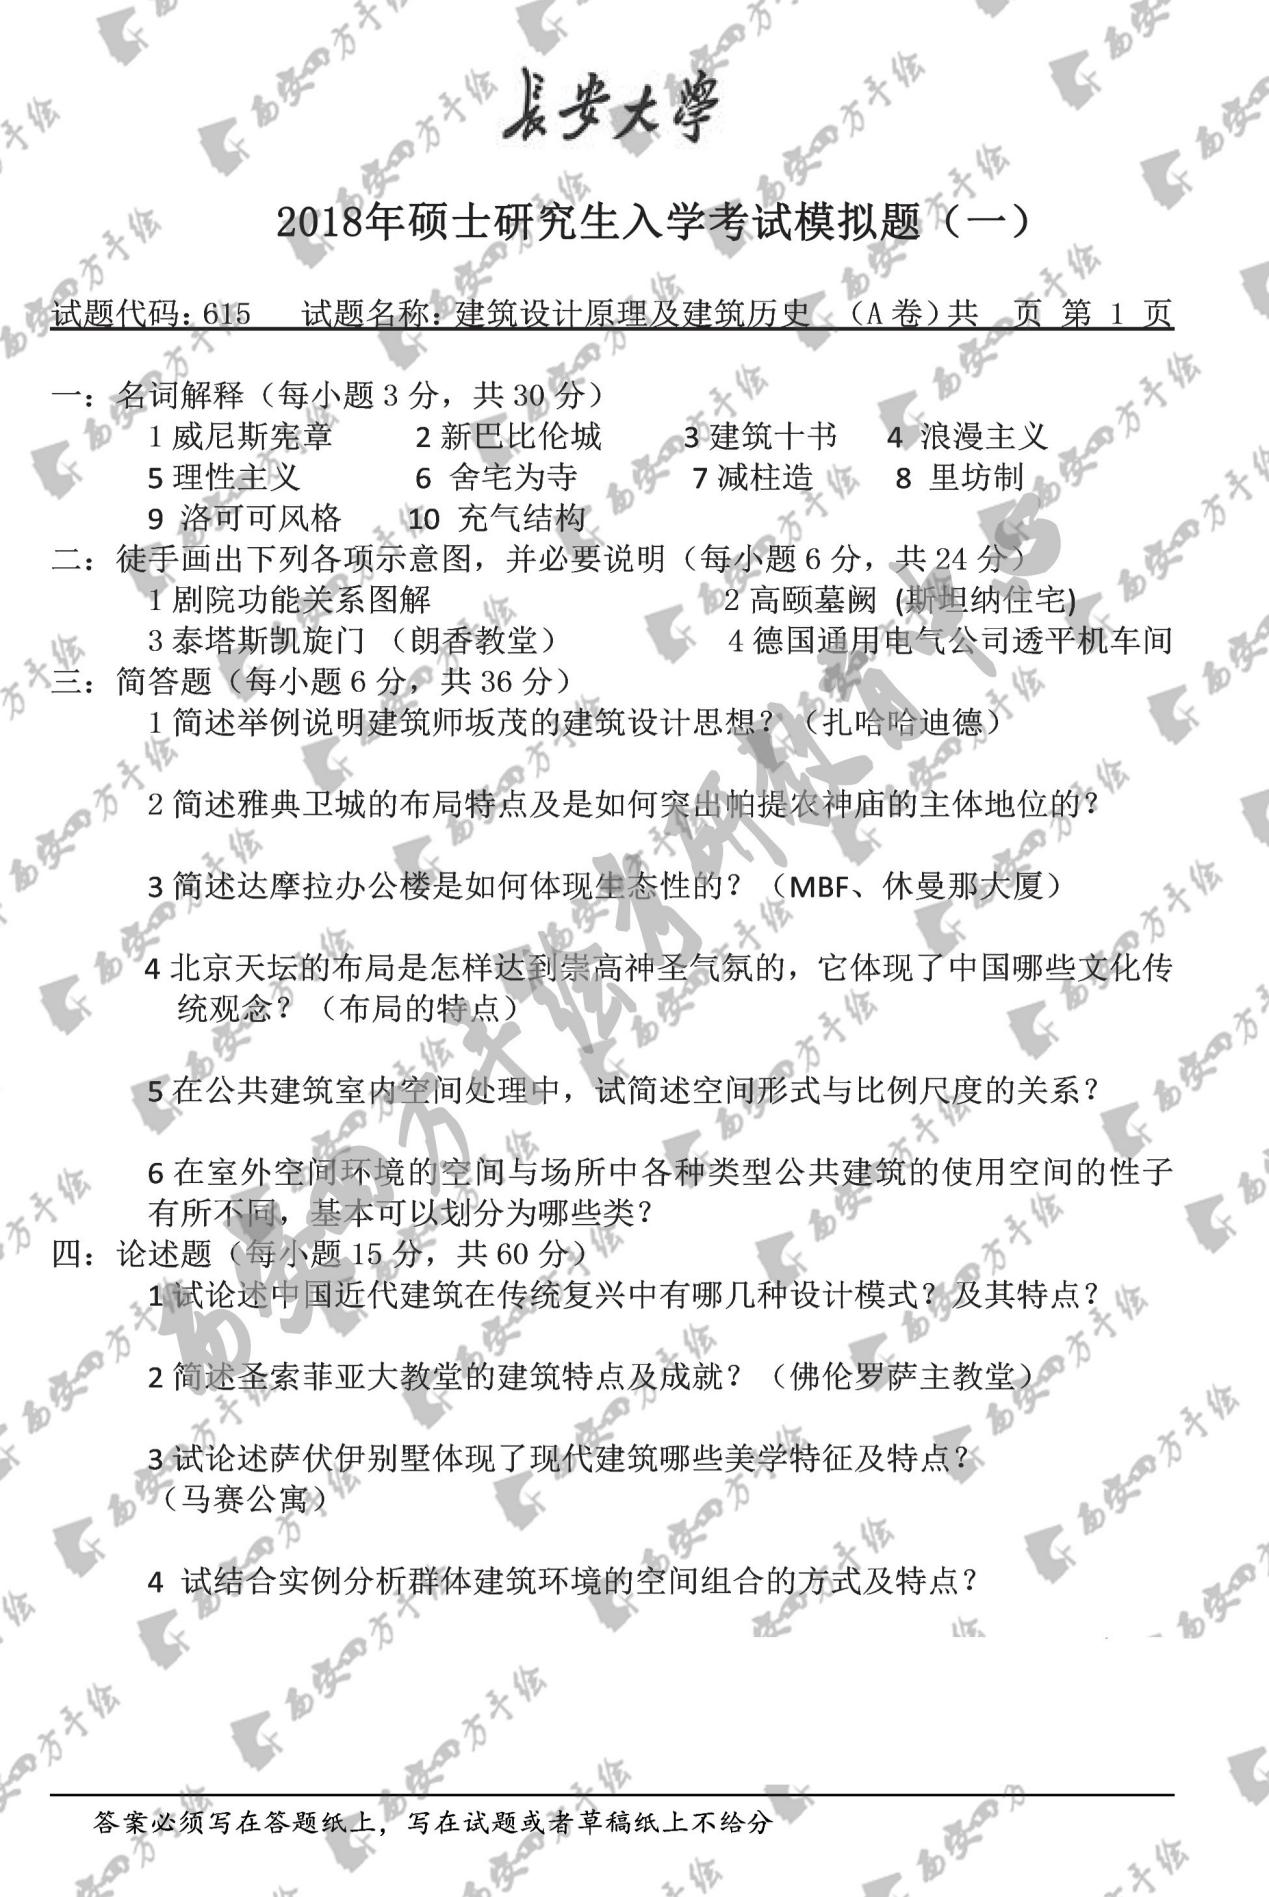 長安大學
2018年硕士研究生入学考试模拟题（一）
试题代码：615 试题名称：建筑设计原理及建筑历史 （A 卷）共 页 第 1 页
一：名词解释（每小题 3 分，共 30 分）
1 威尼斯宪章 2 新巴比伦城 3 建筑十书 4 浪漫主义
5 理性主义 6 舍宅为寺 7 减柱造 8 里坊制
9 洛可可风格 10 充气结构
二：徒手画出下列各项示意图，并必要说明（每小题 6 分，共 24 分）
1 剧院功能关系图解 2 高颐墓阙 (斯坦纳住宅)
3 泰塔斯凯旋门 （朗香教堂） 4 德国通用电气公司透平机车间
三：简答题（每小题 6 分，共 36 分）
1 简述举例说明建筑师坂茂的建筑设计思想？（扎哈哈迪德）
2 简述雅典卫城的布局特点及是如何突出帕提农神庙的主体地位的？
3 简述达摩拉办公楼是如何体现生态性的？（MBF、休曼那大厦）
4 北京天坛的布局是怎样达到崇高神圣气氛的，它体现了中国哪些文化传
统观念？（布局的特点）
5 在公共建筑室内空间处理中，试简述空间形式与比例尺度的关系？
6 在室外空间环境的空间与场所中各种类型公共建筑的使用空间的性子
有所不同，基本可以划分为哪些类？
四：论述题（每小题 15 分，共 60 分）
1 试论述中国近代建筑在传统复兴中有哪几种设计模式？及其特点？
2 简述圣索菲亚大教堂的建筑特点及成就？（佛伦罗萨主教堂）
3 试论述萨伏伊别墅体现了现代建筑哪些美学特征及特点？
（马赛公寓）
4 试结合实例分析群体建筑环境的空间组合的方式及特点？
答案必须写在答题纸上，写在试题或者草稿纸上不给分